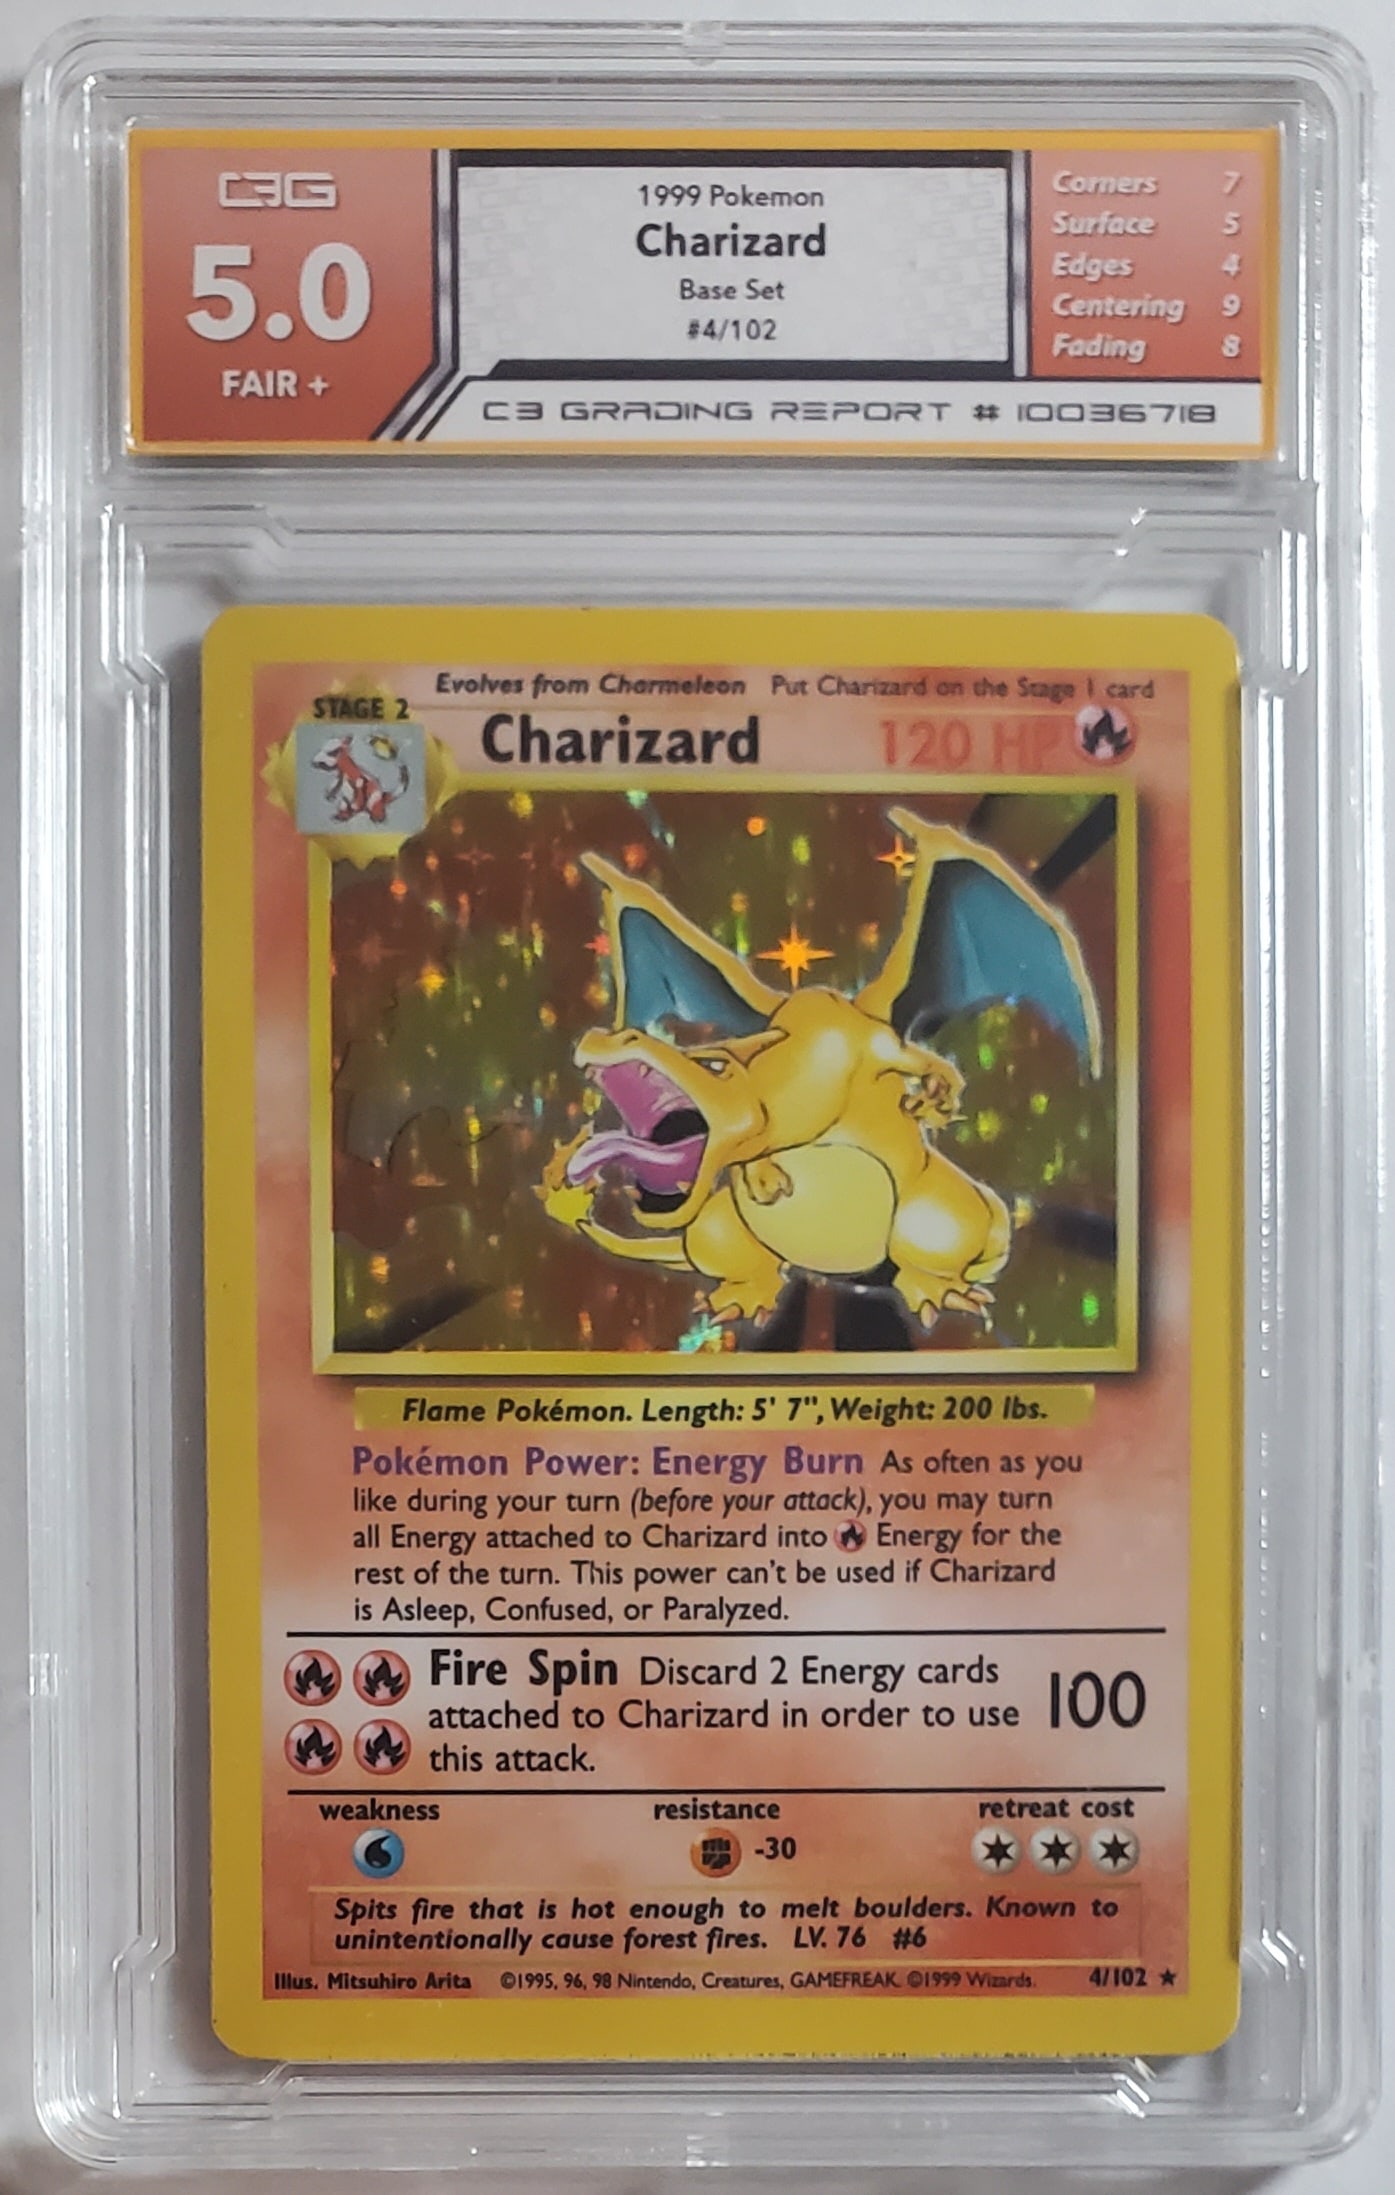 C3G
5.0
FAIR +
1999 Pokemon
Charizard
Base Set
#4/102
Corners 7
Surface 5
Edges 4
Centering 9
Fading 8
C3 GRADING REPORT # 10036718
Evolves from Charmeleon Put Charizard on the Stage 1 card
STAGE 2
Charizard 120 HP
Flame Pokémon. Length: 5' 7", Weight: 200 lbs.
Pokémon Power: Energy Burn As often as you
like during your turn (before your attack), you may turn
all Energy attached to Charizard into Energy for the
rest of the turn. This power can't be used if Charizard
is Asleep, Confused, or Paralyzed.
Fire Spin Discard 2 Energy cards
attached to Charizard in order to use 100
this attack.
weakness resistance retreat cost
-30
Spits fire that is hot enough to melt boulders. Known to
unintentionally cause forest fires. LV. 76 #6
Illus. Mitsuhiro Arita ©1995, 96, 98 Nintendo, Creatures, GAMEFREAK. ©1999 Wizards. 4/102 ★